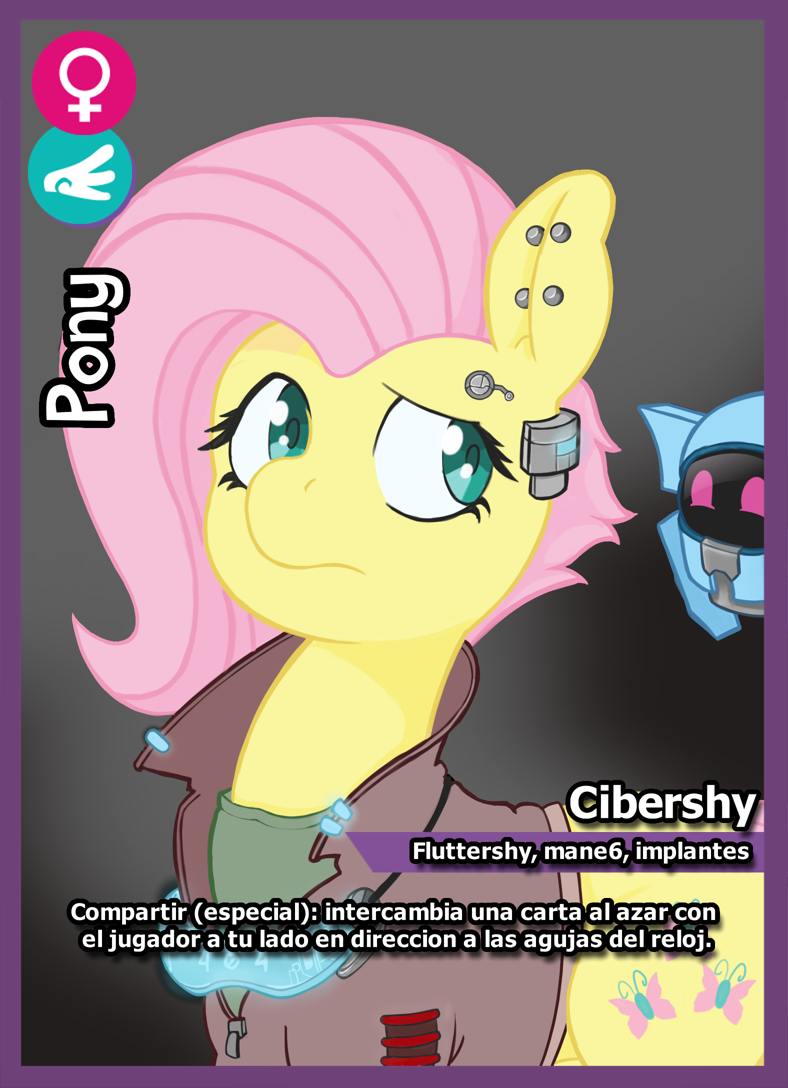 Pony
Cibershy
Fluttershy, mane6, implantes
Compartir (especial): intercambia una carta al azar con
el jugador a tu lado en direccion a las agujas del reloj.